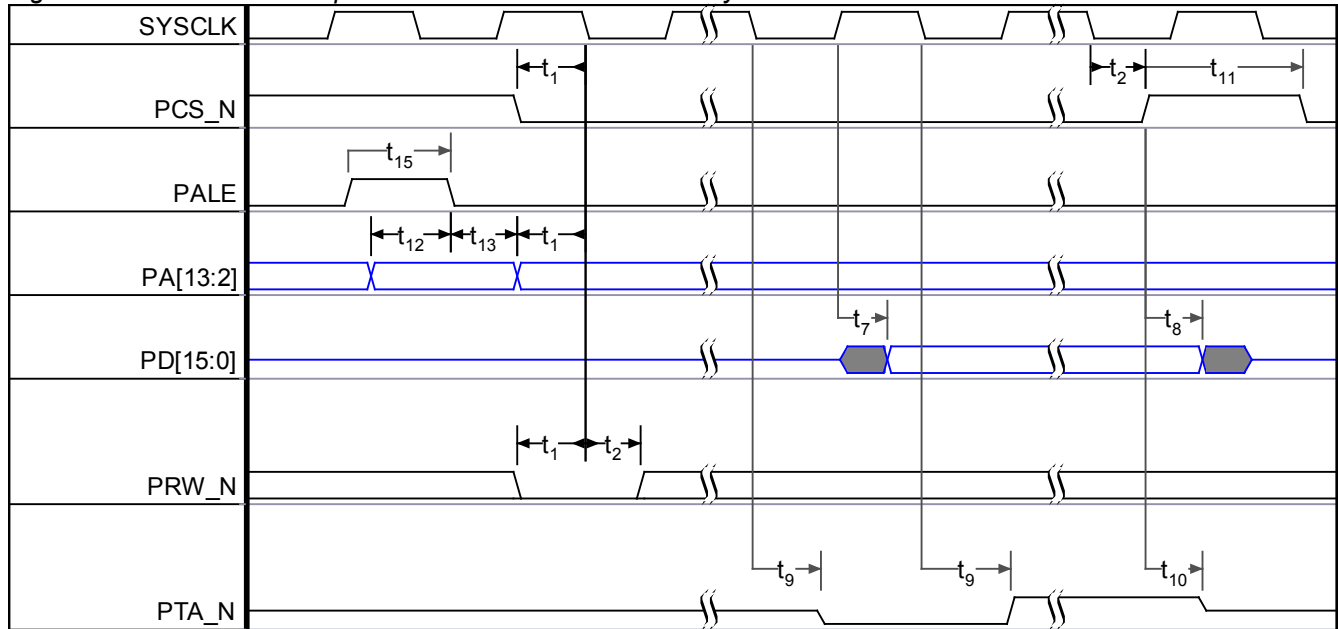 SYSCLK
t1
t2
t11
PCS_N
t15
PALE
t12
t13
t1
PA[13:2]
t7
t8
PD[15:0]
t1
t2
PRW_N
t9
t9
t10
PTA_N